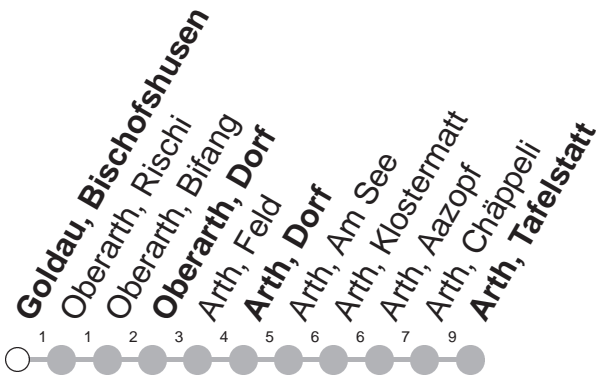 Goldau, Bischofshusen
Oberarth, Rischi
Oberarth, Bifang
Oberarth, Dorf
Arth, Feld
Arth, Dorf
Arth, Am See
Arth, Klostermatt
Arth, Aazopf
Arth, Chäppeli
Arth, Tafelstatt
1 1 2 3 4 5 6 6 7 9